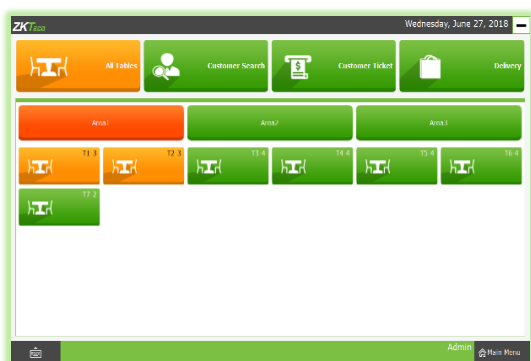 ZKTeco
Wednesday, June 27, 2018
All Tables
Customer Search
Customer Ticket
Delivery
Area1
Area2
Area3
T1 3
T2 3
T3 4
T4 4
T5 4
T6 4
T7 2
Admin
Main Menu